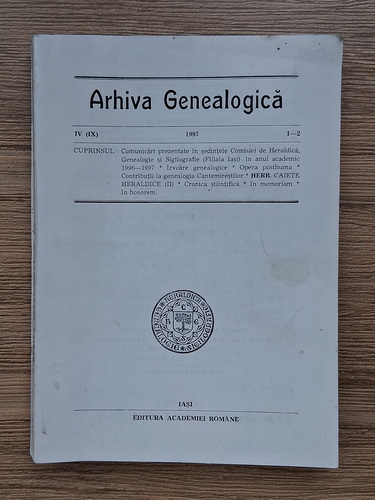 Arhiva Genealogică
IV (IX) 1997 1—2
CUPRINSUL : Comunicări prezentate în ședințele Comisiei de Heraldică,
Genealogie și Sigilografie (Filiala Iași) în anul academic
1996—1997 * Izvoare genealogice * Opera posthuma *
Contribuții la genealogia Cantemireștilor * HERB. CAIETE
HERALDICE (II) * Cronica științifică * In memoriam *
In honorem.
IAȘI
EDITURA ACADEMIEI ROMÂNE